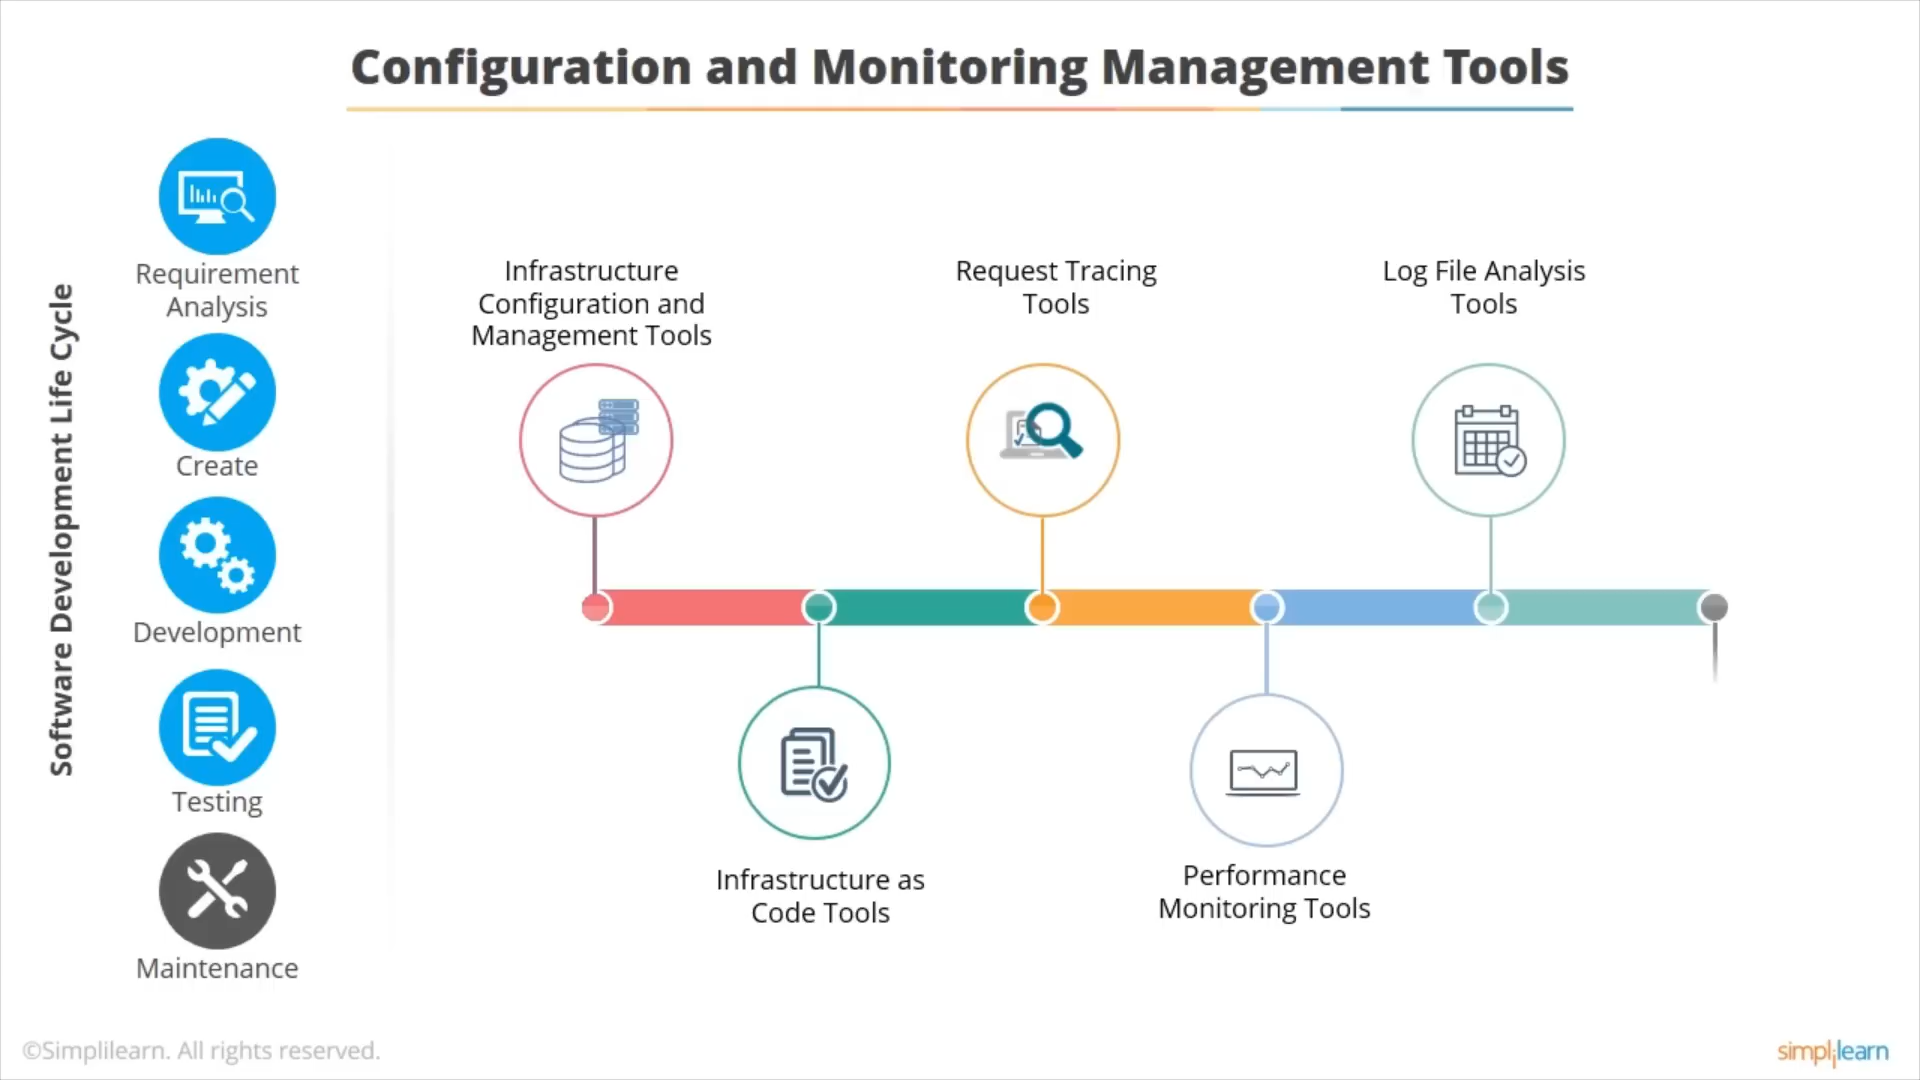 Configuration and Monitoring Management Tools
Software Development Life Cycle
Requirement
Analysis
Create
Development
Testing
Maintenance
Infrastructure
Configuration and
Management Tools
Request Tracing
Tools
Log File Analysis
Tools
Infrastructure as
Code Tools
Performance
Monitoring Tools
©Simplilearn. All rights reserved.
simplilearn